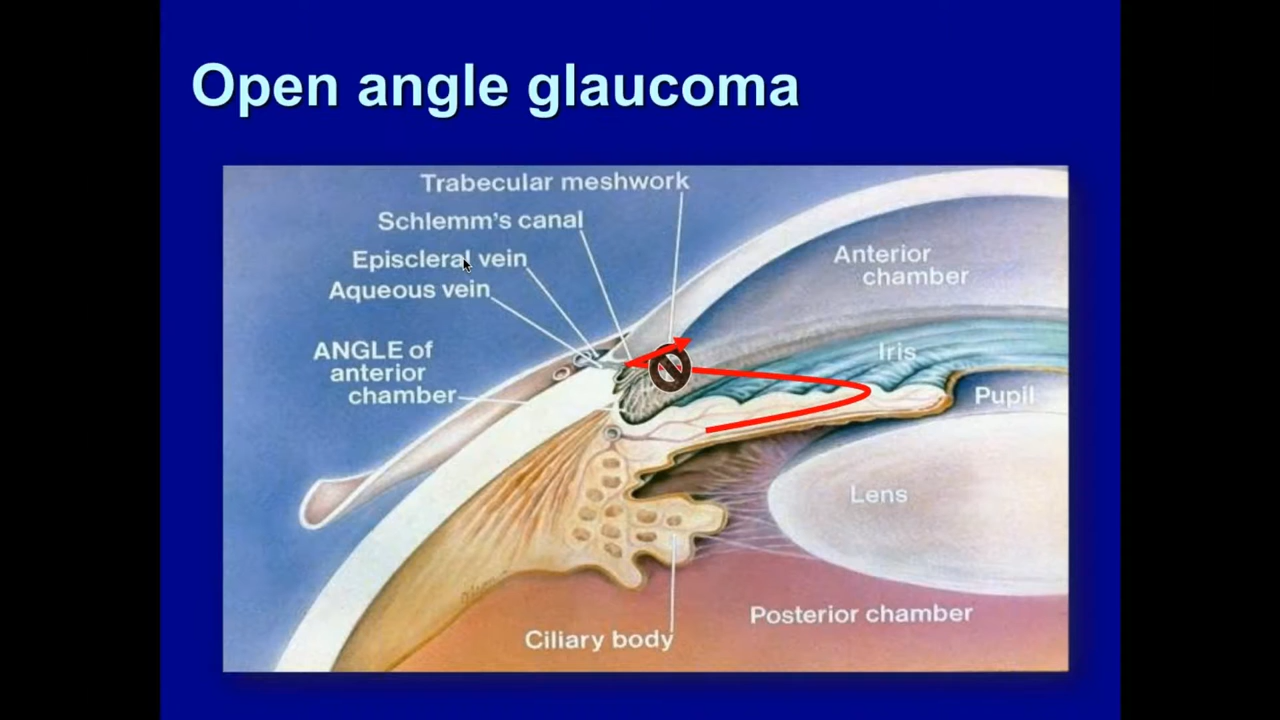 Open angle glaucoma
Trabecular meshwork
Schlemm's canal
Episcleral vein
Aqueous vein
ANGLE of
anterior
chamber
Anterior
chamber
Iris
Pupil
Lens
Posterior chamber
Ciliary body